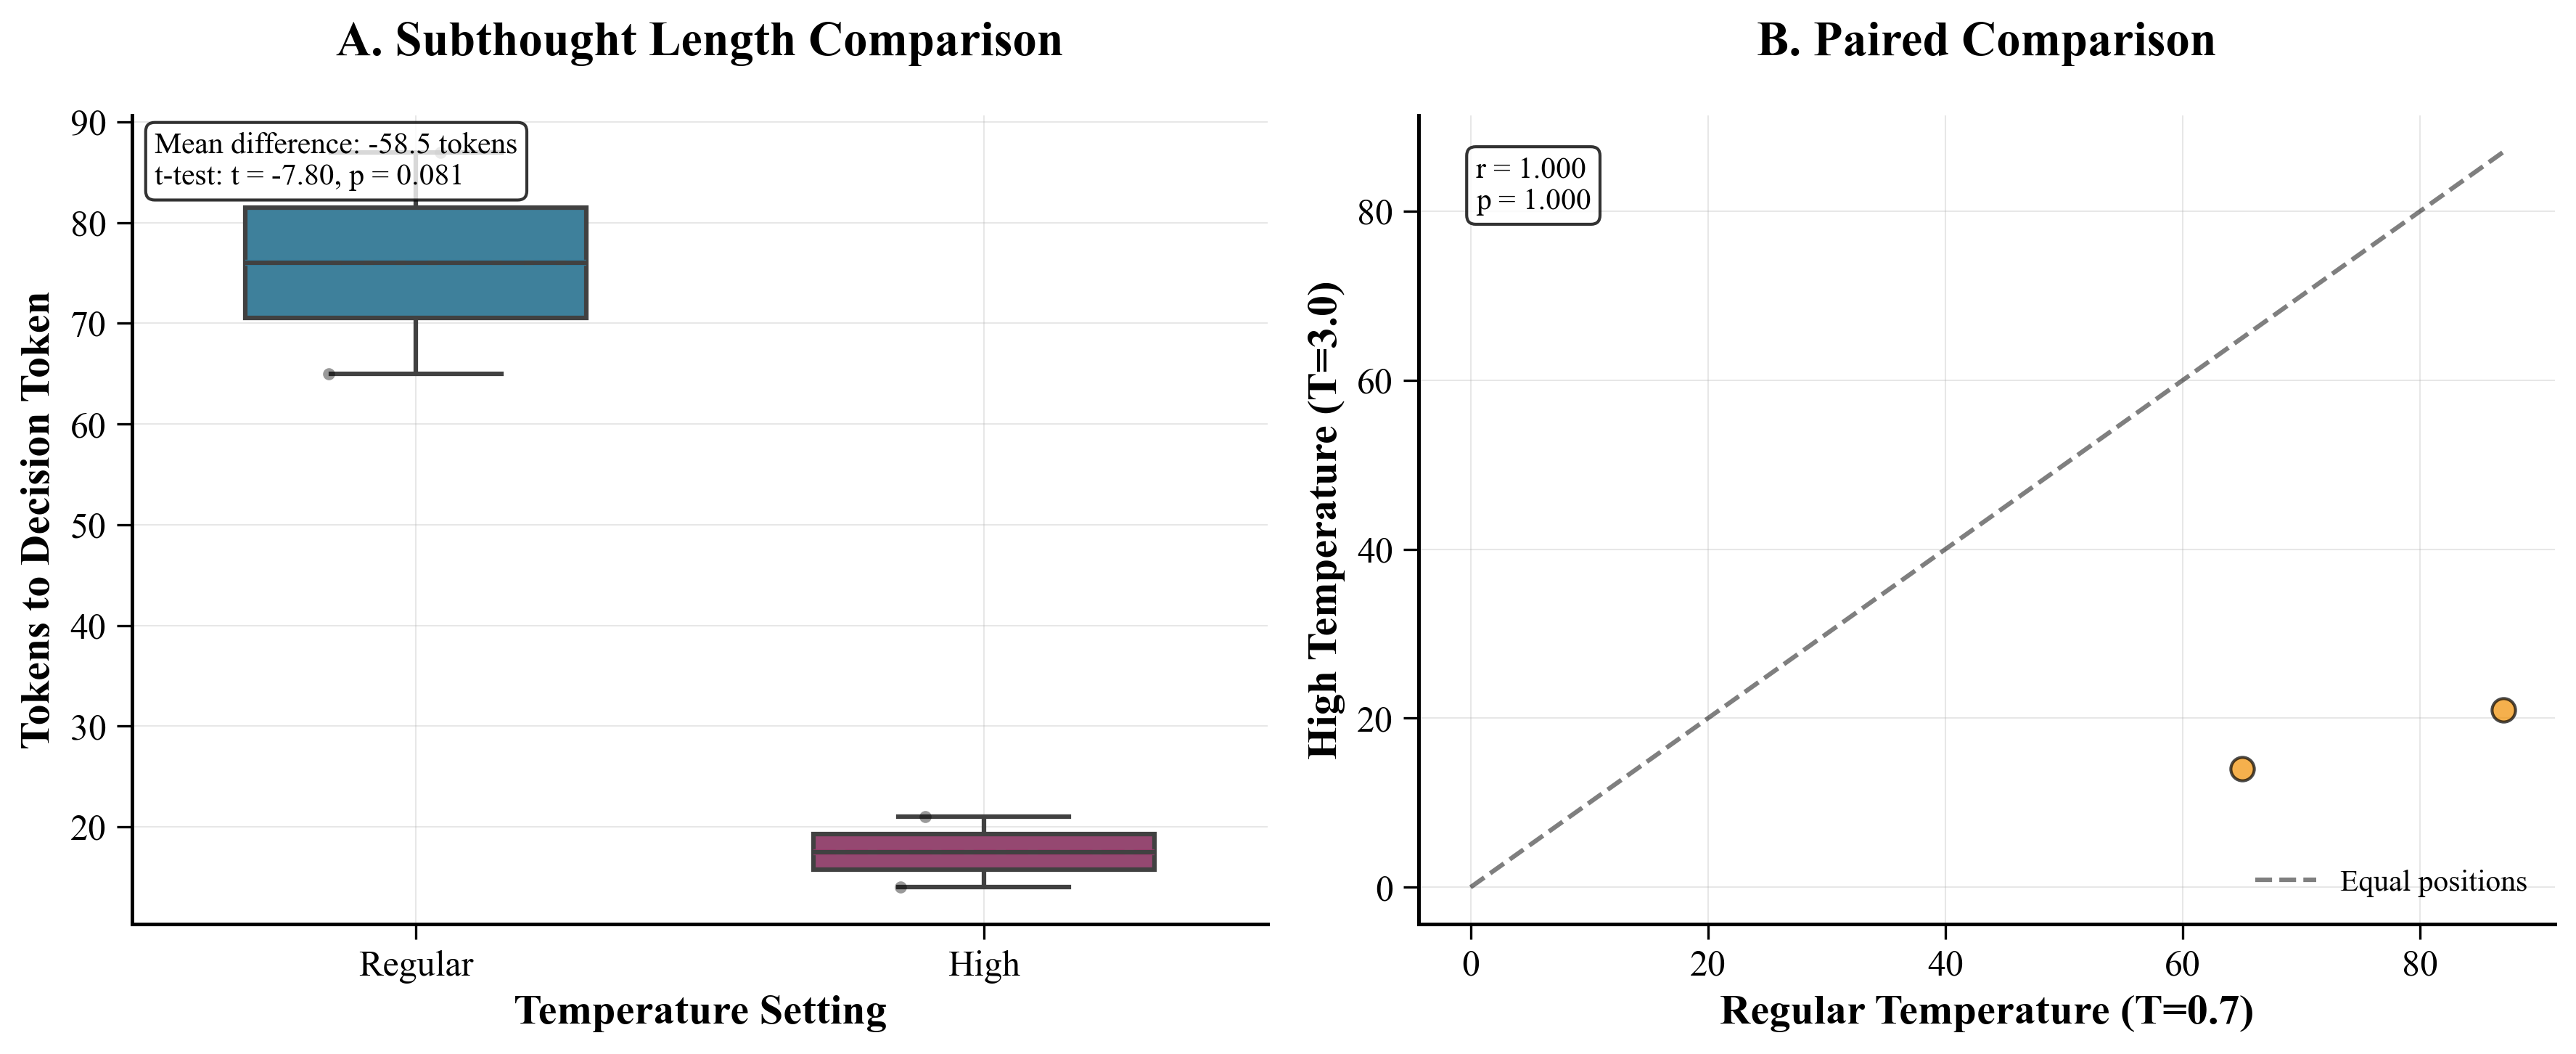 A. Subthought Length Comparison
Mean difference: -58.5 tokens
t-test: t = -7.80, p = 0.081
Tokens to Decision Token
90
80
70
60
50
40
30
20
Regular
High
Temperature Setting
B. Paired Comparison
r = 1.000
p = 1.000
High Temperature (T=3.0)
80
60
40
20
0
Equal positions
0
20
40
60
80
Regular Temperature (T=0.7)